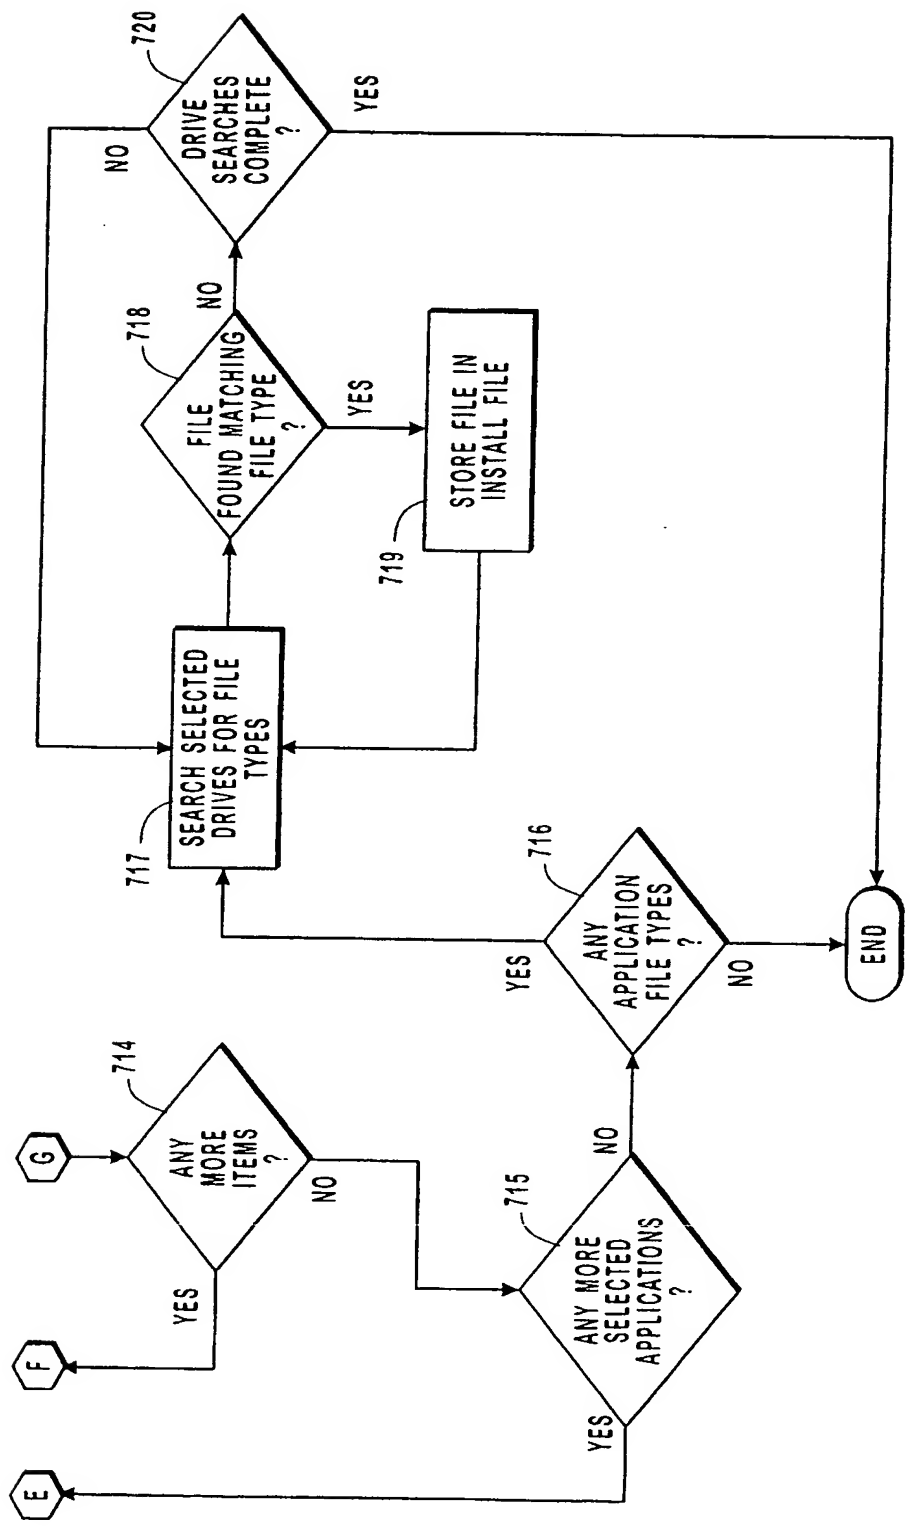 E
F
G
YES
714
ANY
MORE
ITEMS
?
NO
YES
715
ANY MORE
SELECTED
APPLICATIONS
?
NO
716
ANY
APPLICATION
FILE TYPES
?
YES
NO
END
717
SEARCH SELECTED
DRIVES FOR FILE
TYPES
718
FILE
FOUND MATCHING
FILE TYPE
?
NO
YES
719
STORE FILE IN
INSTALL FILE
720
DRIVE
SEARCHES
COMPLETE
?
NO
YES